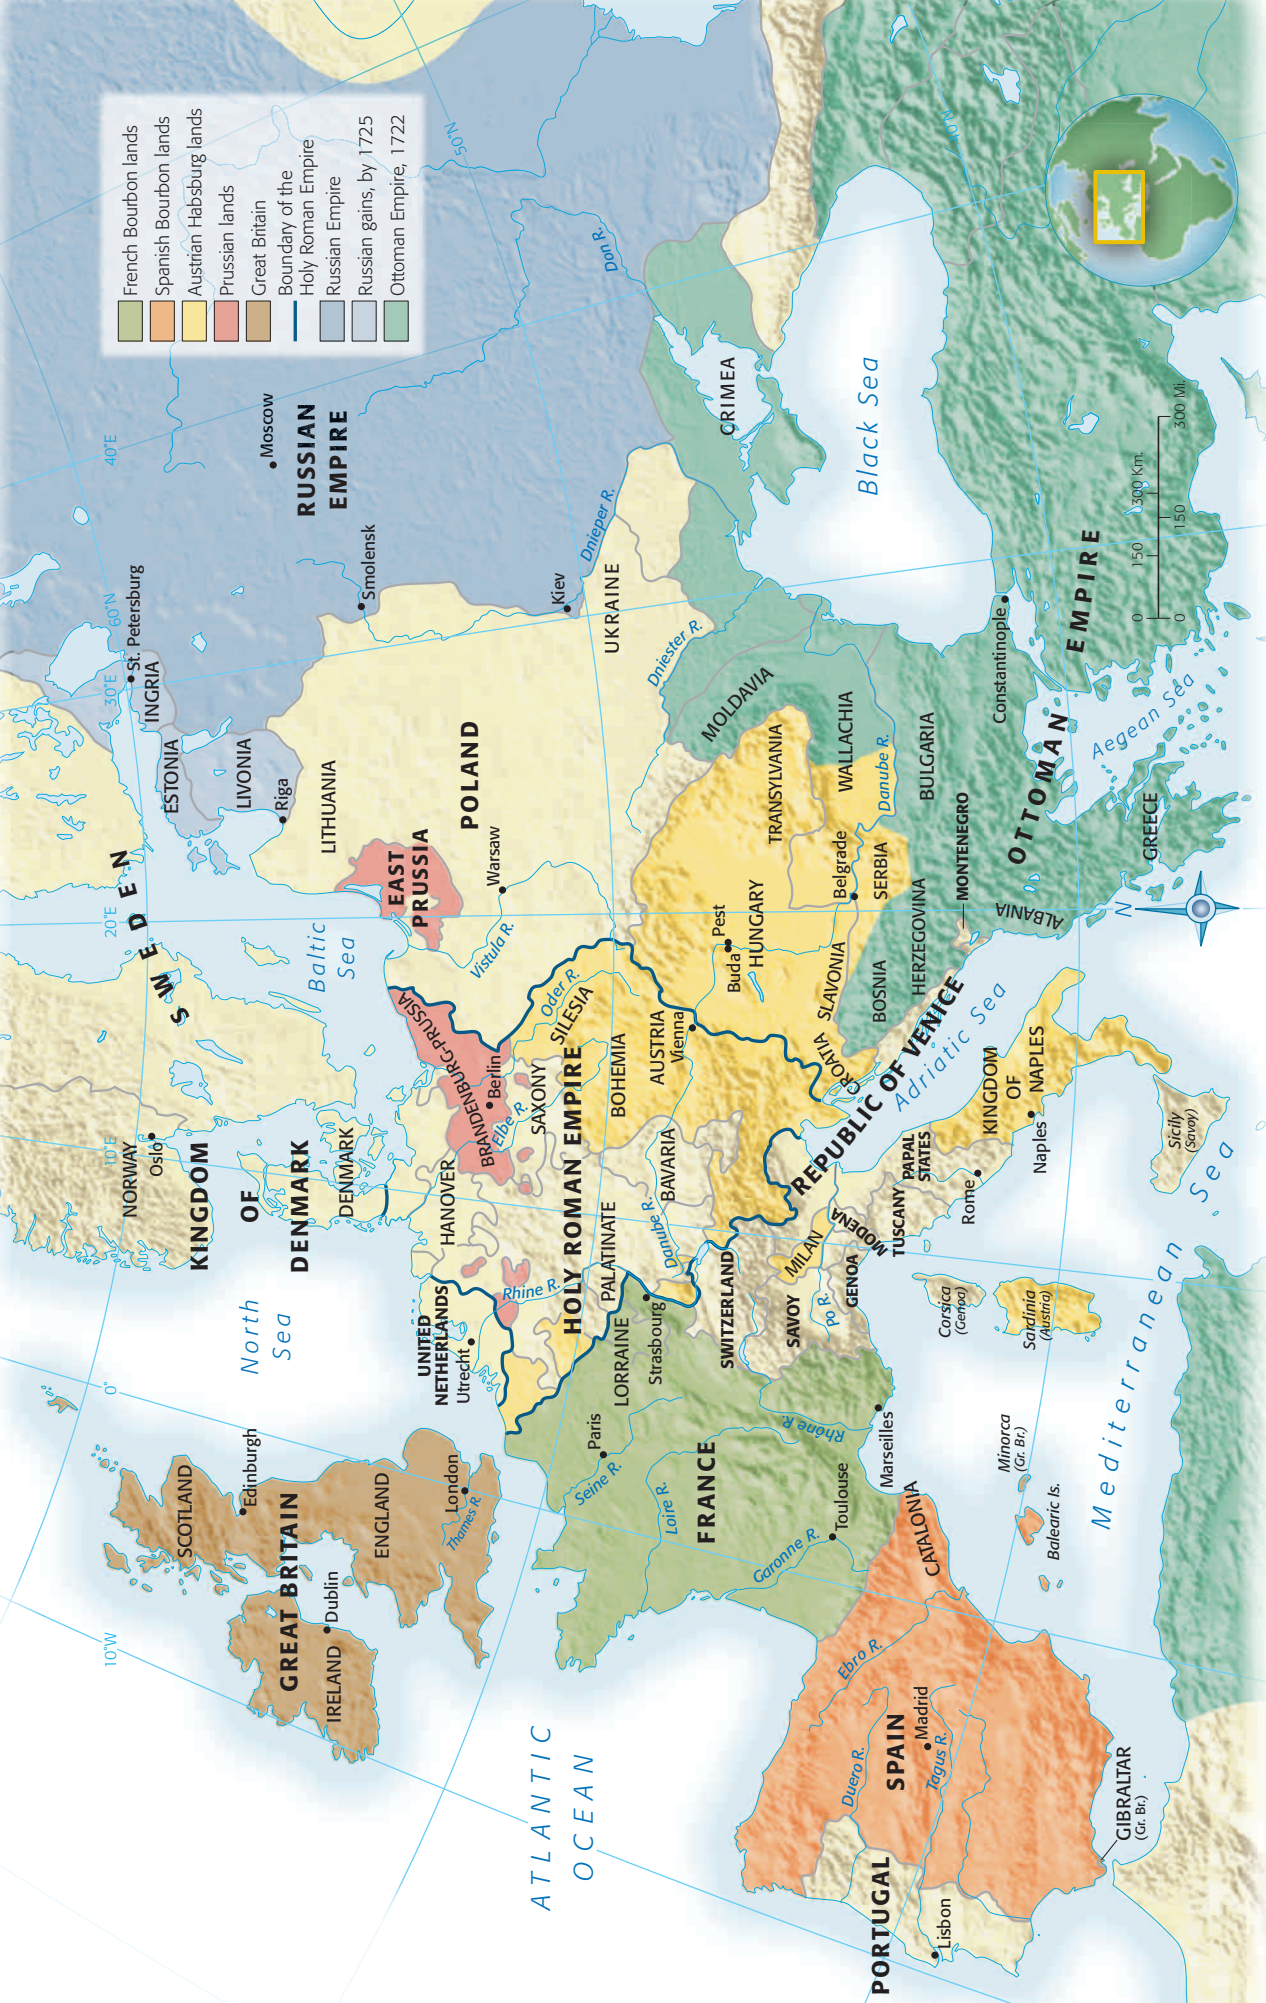 French Bourbon lands
Spanish Bourbon lands
Austrian Habsburg lands
Prussian lands
Great Britain
Boundary of the
Holy Roman Empire
Russian Empire
Russian gains, by 1725
Ottoman Empire, 1722
10°W
0°
10°E
20°E
30°E
40°E
60°N
50°N
40°N
NORWAY
Oslo
SWEDEN
KINGDOM
OF
DENMARK
DENMARK
North
Sea
Baltic
Sea
St. Petersburg
INGRIA
ESTONIA
LIVONIA
Riga
LITHUANIA
Moscow
RUSSIAN
EMPIRE
Smolensk
SCOTLAND
Edinburgh
GREAT BRITAIN
Dublin
IRELAND
ENGLAND
London
Thames R.
UNITED
NETHERLANDS
Utrecht
HANOVER
BRANDENBURG-PRUSSIA
Berlin
Elbe R.
EAST
PRUSSIA
POLAND
Warsaw
Vistula R.
Oder R.
SILESIA
SAXONY
HOLY ROMAN EMPIRE
Rhine R.
PALATINATE
BOHEMIA
AUSTRIA
Vienna
BAVARIA
Danube R.
Kiev
Dnieper R.
UKRAINE
Dniester R.
Don R.
CRIMEA
Black Sea
ATLANTIC
OCEAN
Paris
Seine R.
LORRAINE
Strasbourg
Loire R.
FRANCE
Garonne R.
Toulouse
Rhône R.
Marseilles
SWITZERLAND
SAVOY
MILAN
Po R.
GENOA
MODENA
TUSCANY
PAPAL
STATES
Rome
REPUBLIC OF VENICE
Adriatic Sea
KINGDOM
OF
NAPLES
Naples
Sicily
(Savoy)
Corsica
(Genoa)
Sardinia
(Austria)
Buda
Pest
HUNGARY
TRANSYLVANIA
MOLDAVIA
WALLACHIA
Danube R.
BULGARIA
Belgrade
SERBIA
SLAVONIA
CROATIA
BOSNIA
HERZEGOVINA
MONTENEGRO
ALBANIA
OTTOMAN
EMPIRE
Constantinople
GREECE
Aegean Sea
CATALONIA
Ebro R.
SPAIN
Madrid
Duero R.
Tagus R.
PORTUGAL
Lisbon
GIBRALTAR
(Gr. Br.)
Minorca
(Gr. Br.)
Balearic Is.
Mediterranean Sea
N
0 150 300 Km.
0 150 300 Mi.